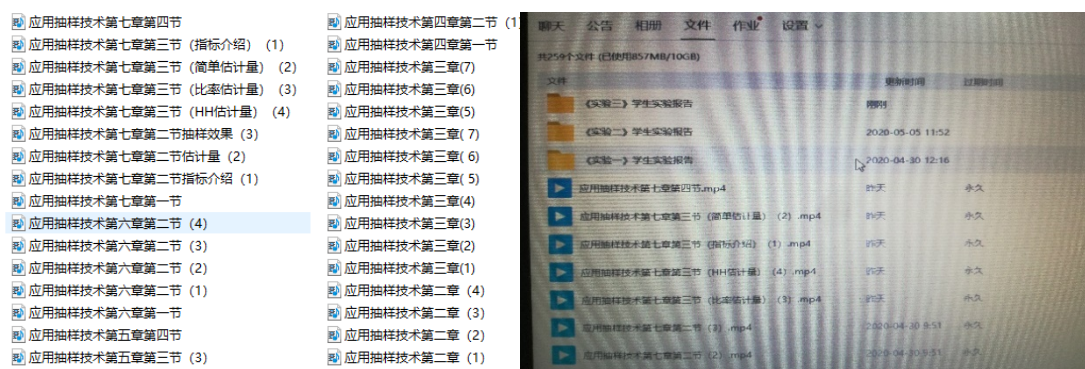 应用抽样技术第七章第四节
应用抽样技术第七章第三节（指标介绍）（1）
应用抽样技术第七章第三节（简单估计量）（2）
应用抽样技术第七章第三节（比率估计量）（3）
应用抽样技术第七章第三节（HH估计量）（4）
应用抽样技术第七章第二节抽样效果（3）
应用抽样技术第七章第二节估计量（2）
应用抽样技术第七章第二节指标介绍（1）
应用抽样技术第七章第一节
应用抽样技术第六章第二节（4）
应用抽样技术第六章第二节（3）
应用抽样技术第六章第二节（2）
应用抽样技术第六章第二节（1）
应用抽样技术第六章第一节
应用抽样技术第五章第四节
应用抽样技术第五章第三节（3）
应用抽样技术第四章第二节（1）
应用抽样技术第四章第一节
应用抽样技术第三章(7)
应用抽样技术第三章(6)
应用抽样技术第三章(5)
应用抽样技术第三章( 7)
应用抽样技术第三章( 6)
应用抽样技术第三章( 5)
应用抽样技术第三章(4)
应用抽样技术第三章(3)
应用抽样技术第三章(2)
应用抽样技术第三章(1)
应用抽样技术第二章（4）
应用抽样技术第二章（3）
应用抽样技术第二章（2）
应用抽样技术第二章（1）
聊天 公告 相册 文件 作业 设置
共259个文件 (已使用857MB/10GB)
文件 更新时间 过期时间
《实验三》学生实验报告 刚刚
《实验二》学生实验报告 2020-05-05 11:52
《实验一》学生实验报告 2020-04-30 12:16
应用抽样技术第七章第四节.mp4 昨天 永久
应用抽样技术第七章第三节（简单估计量）（2）.mp4 昨天 永久
应用抽样技术第七章第三节（指标介绍）（1）.mp4 昨天 永久
应用抽样技术第七章第三节（HH估计量）（4）.mp4 昨天 永久
应用抽样技术第七章第三节（比率估计量）（3）.mp4 昨天 永久
应用抽样技术第七章第二节（3）.mp4 2020-04-30 9:51 永久
应用抽样技术第七章第二节（2）.mp4 2020-04-30 9:51 永久